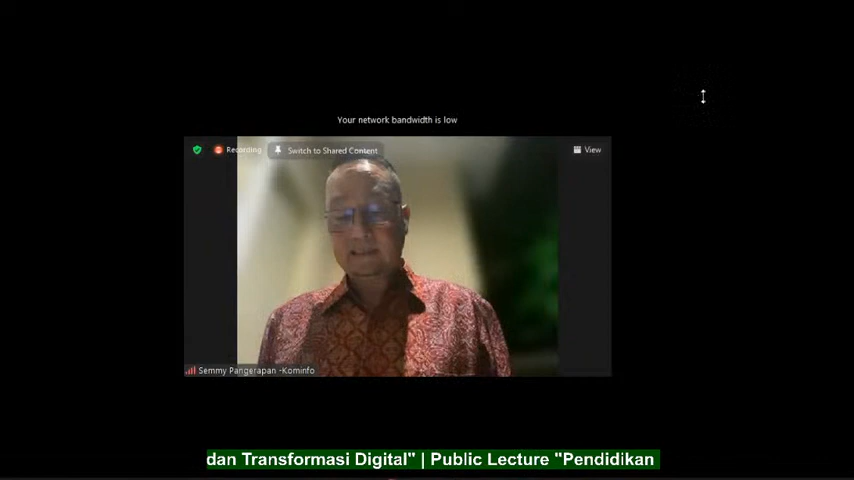 Your network bandwidth is low
Recording
Switch to Shared Content
View
Semmy Pangerapan -Kominfo
dan Transformasi Digital" | Public Lecture "Pendidikan